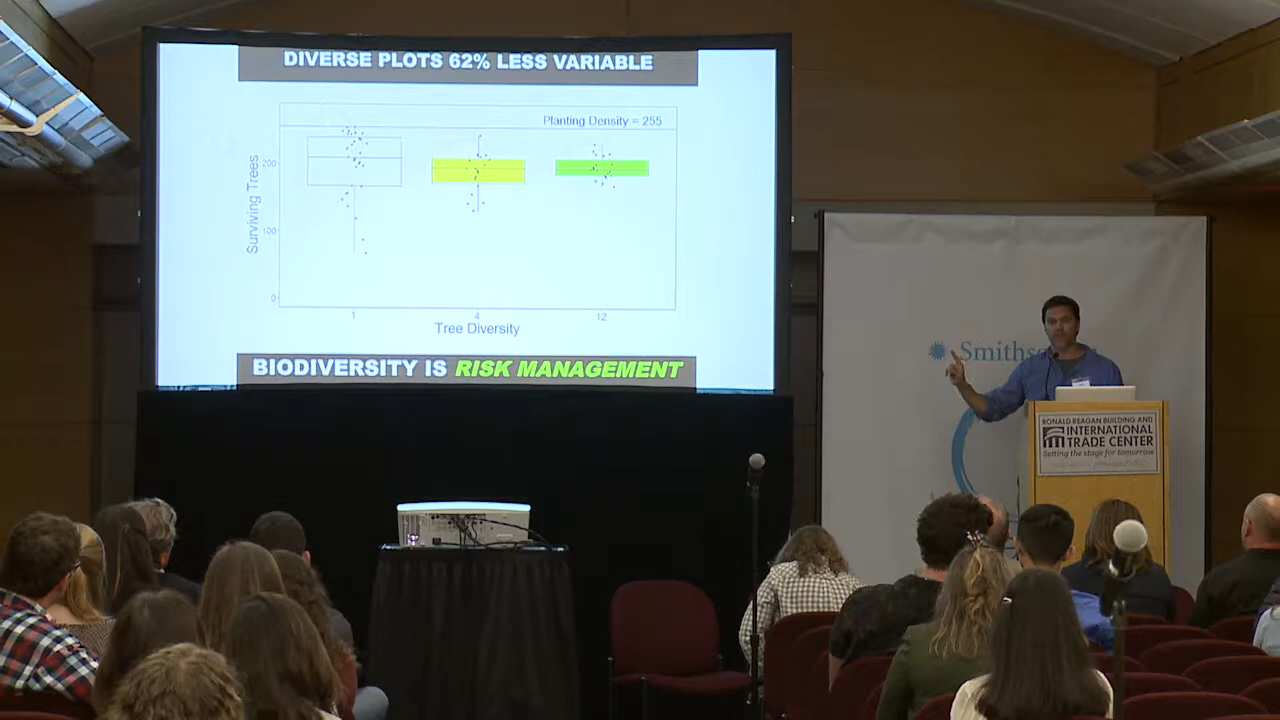 DIVERSE PLOTS 62% LESS VARIABLE
Planting Density = 255
Surviving Trees
200
100
0
1
4
12
Tree Diversity
BIODIVERSITY IS RISK MANAGEMENT
RONALD REAGAN BUILDING AND
INTERNATIONAL
TRADE CENTER
Setting the stage for tomorrow